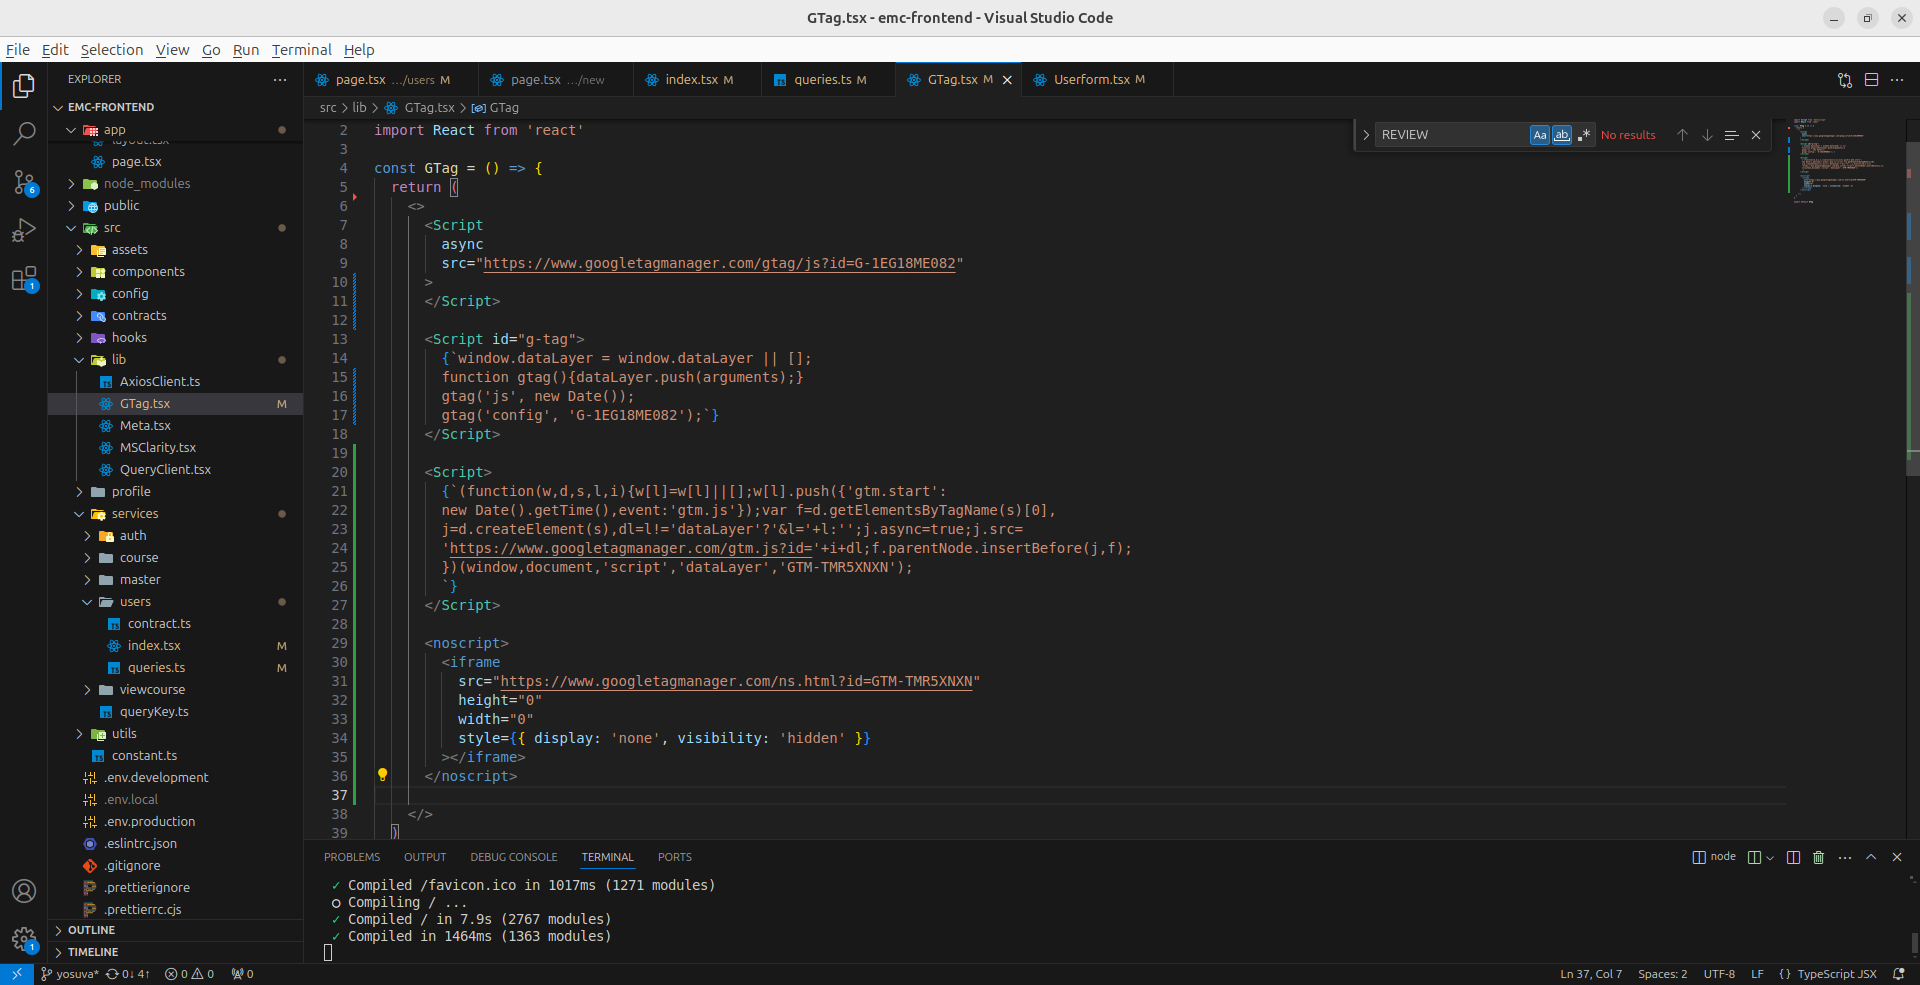 GTag.tsx - emc-frontend - Visual Studio Code
File Edit Selection View Go Run Terminal Help
EXPLORER
EMC-FRONTEND
app
layout.tsx
page.tsx
node_modules
public
src
assets
components
config
contracts
hooks
lib
AxiosClient.ts
GTag.tsx M
Meta.tsx
MSClarity.tsx
QueryClient.tsx
profile
services
auth
course
master
users
contract.ts
index.tsx M
queries.ts M
viewcourse
queryKey.ts
utils
constant.ts
.env.development
.env.local
.env.production
.eslintrc.json
.gitignore
.prettierignore
.prettierrc.cjs
OUTLINE
TIMELINE
6
1
1
page.tsx .../users M
page.tsx .../new
index.tsx M
queries.ts M
GTag.tsx M
Userform.tsx M
src > lib > GTag.tsx > GTag
REVIEW Aa ab .* No results
2 import React from 'react'
3
4 const GTag = () => {
5 return (
6 <>
7 <Script
8 async
9 src="https://www.googletagmanager.com/gtag/js?id=G-1EG18ME082"
10 >
11 </Script>
12
13 <Script id="g-tag">
14 {`window.dataLayer = window.dataLayer || [];
15 function gtag(){dataLayer.push(arguments);}
16 gtag('js', new Date());
17 gtag('config', 'G-1EG18ME082');`}
18 </Script>
19
20 <Script>
21 {`(function(w,d,s,l,i){w[l]=w[l]||[];w[l].push({'gtm.start':
22 new Date().getTime(),event:'gtm.js'});var f=d.getElementsByTagName(s)[0],
23 j=d.createElement(s),dl=l!='dataLayer'?'&l='+l:'';j.async=true;j.src=
24 'https://www.googletagmanager.com/gtm.js?id='+i+dl;f.parentNode.insertBefore(j,f);
25 })(window,document,'script','dataLayer','GTM-TMR5XNXN');
26 `}
27 </Script>
28
29 <noscript>
30 <iframe
31 src="https://www.googletagmanager.com/ns.html?id=GTM-TMR5XNXN"
32 height="0"
33 width="0"
34 style={{ display: 'none', visibility: 'hidden' }}
35 ></iframe>
36 </noscript>
37
38 </>
39 )
PROBLEMS OUTPUT DEBUG CONSOLE TERMINAL PORTS
node
✓ Compiled /favicon.ico in 1017ms (1271 modules)
○ Compiling / ...
✓ Compiled / in 7.9s (2767 modules)
✓ Compiled in 1464ms (1363 modules)
yosuva* 0↓ 4↑ 0 0 0
Ln 37, Col 7 Spaces: 2 UTF-8 LF {} TypeScript JSX